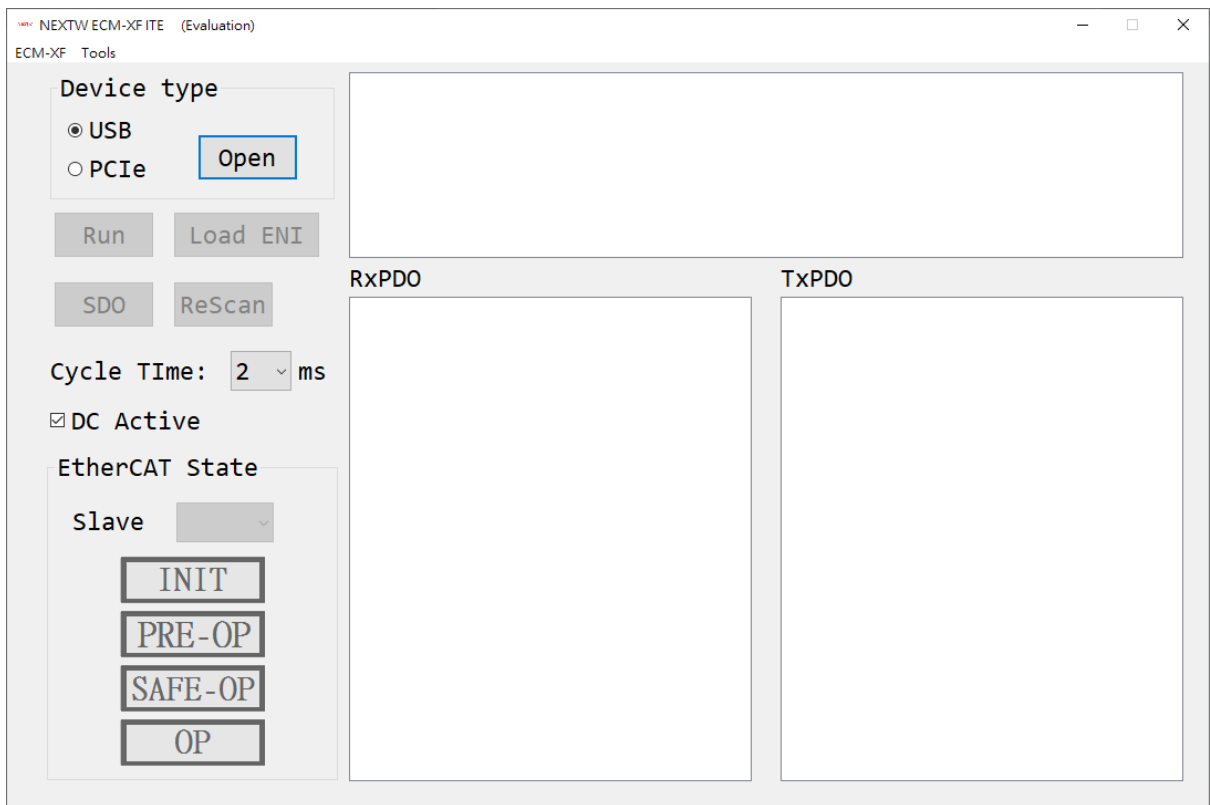 NEXTW ECM-XF ITE (Evaluation)
ECM-XF Tools
Device type
USB
PCIe
Open
Run
Load ENI
SDO
ReScan
Cycle TIme: 2 ms
DC Active
EtherCAT State
Slave
INIT
PRE-OP
SAFE-OP
OP
RxPDO
TxPDO